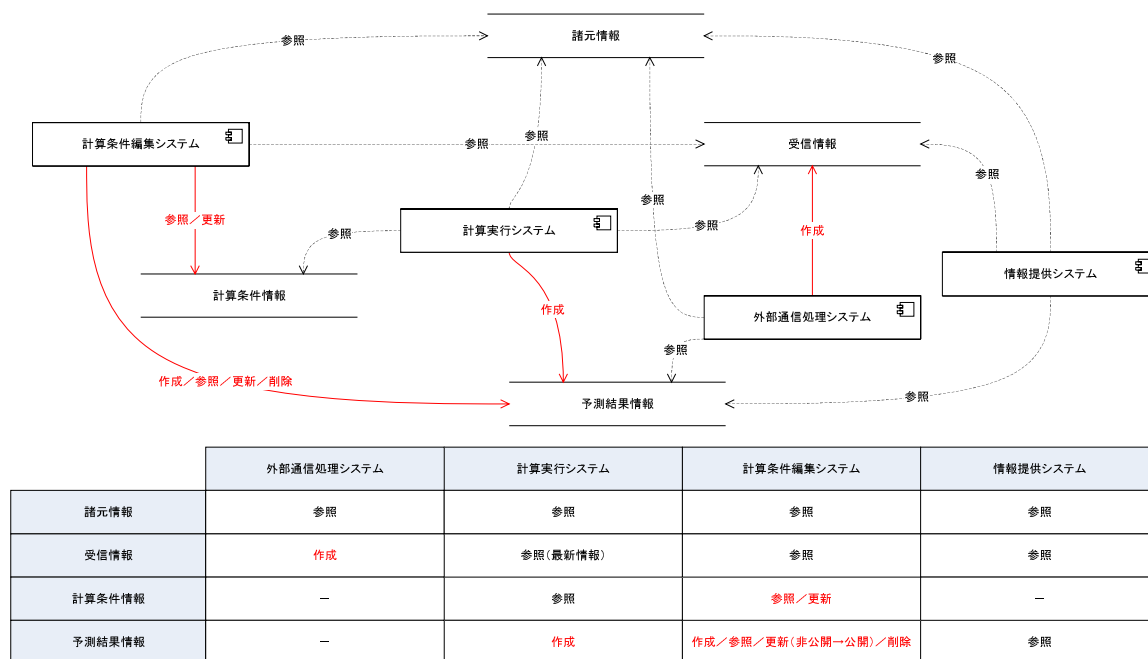 諸元情報
参照
参照
計算条件編集システム
参照
参照
受信情報
参照
参照
参照／更新
参照
計算実行システム
参照
作成
参照
情報提供システム
計算条件情報
作成
外部通信処理システム
参照
作成／参照／更新／削除
予測結果情報
参照
外部通信処理システム 計算実行システム 計算条件編集システム 情報提供システム
諸元情報 参照 参照 参照 参照
受信情報 作成 参照（最新情報） 参照 参照
計算条件情報 － 参照 参照／更新 －
予測結果情報 － 作成 作成／参照／更新（非公開→公開）／削除 参照